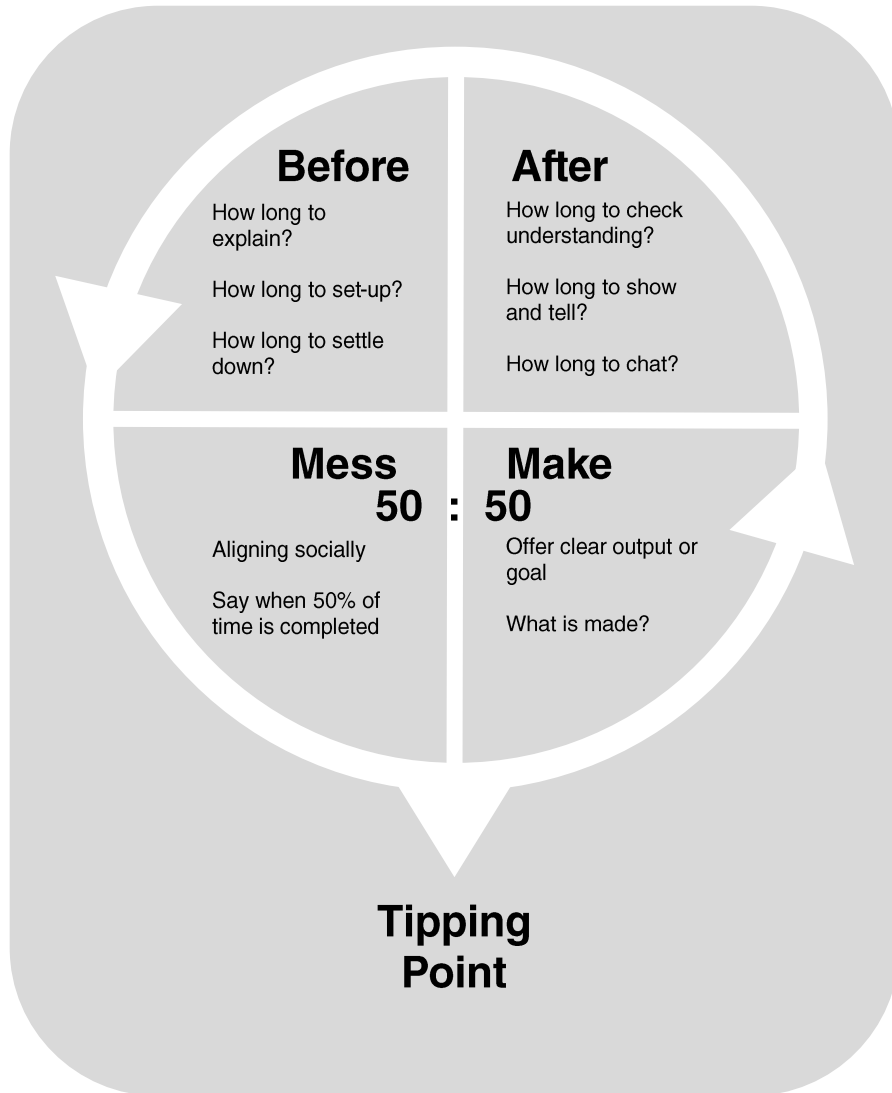 Before
How long to
explain?
How long to set-up?
How long to settle
down?
After
How long to check
understanding?
How long to show
and tell?
How long to chat?
Mess
Make
50 : 50
Aligning socially
Say when 50% of
time is completed
Offer clear output or
goal
What is made?
Tipping
Point